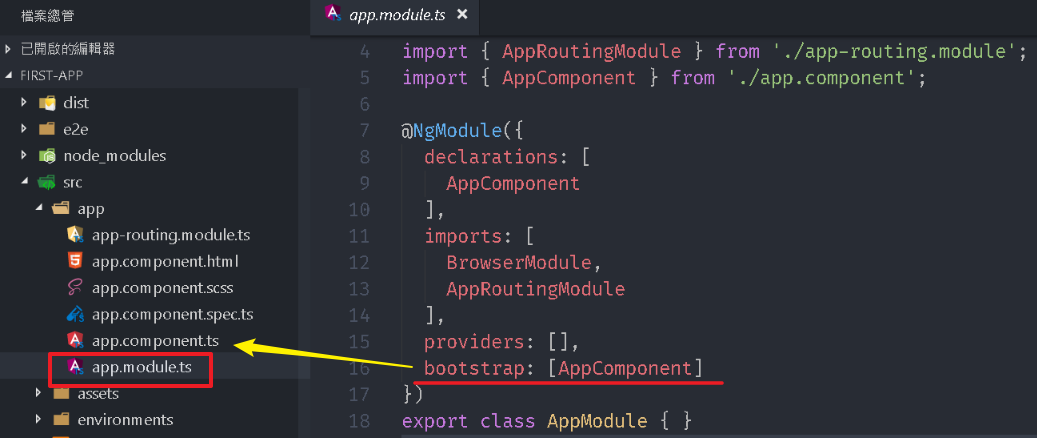 檔案總管
已開啟的編輯器
FIRST-APP
dist
e2e
node_modules
src
app
app-routing.module.ts
app.component.html
app.component.scss
app.component.spec.ts
app.component.ts
app.module.ts
assets
environments
app.module.ts ×
4 import { AppRoutingModule } from './app-routing.module';
5 import { AppComponent } from './app.component';
6
7 @NgModule({
8 declarations: [
9 AppComponent
10 ],
11 imports: [
12 BrowserModule,
13 AppRoutingModule
14 ],
15 providers: [],
16 bootstrap: [AppComponent]
17 })
18 export class AppModule { }